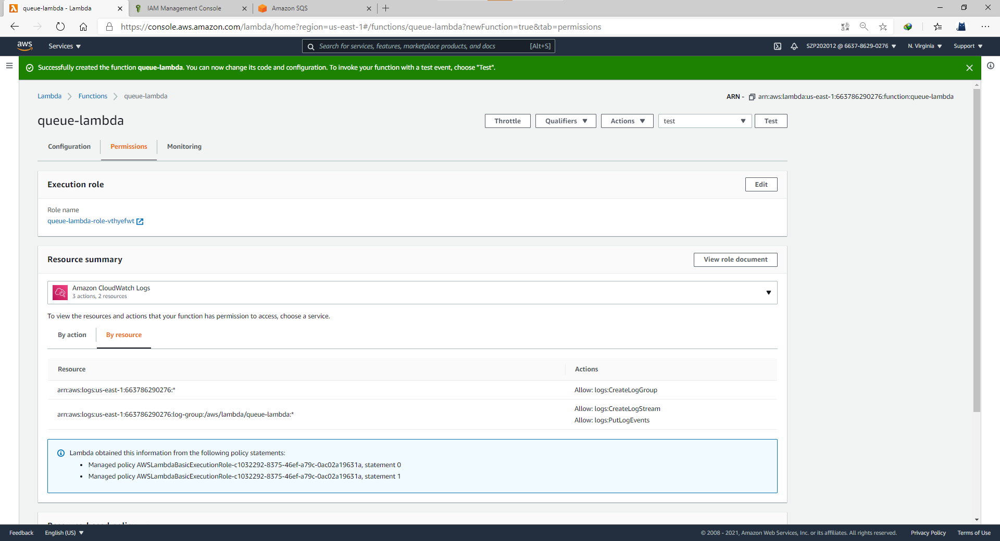 queue-lambda - Lambda
IAM Management Console
Amazon SQS
https://console.aws.amazon.com/lambda/home?region=us-east-1#/functions/queue-lambda?newFunction=true&tab=permissions
aws
Services
Search for services, features, marketplace products, and docs
[Alt+S]
SZP202012 @ 6637-8629-0276
N. Virginia
Support
Successfully created the function queue-lambda. You can now change its code and configuration. To invoke your function with a test event, choose "Test".
Lambda
Functions
queue-lambda
ARN - arn:aws:lambda:us-east-1:663786290276:function:queue-lambda
queue-lambda
Throttle
Qualifiers
Actions
test
Test
Configuration
Permissions
Monitoring
Execution role
Edit
Role name
queue-lambda-role-vthyefwt
Resource summary
View role document
Amazon CloudWatch Logs
3 actions, 2 resources
To view the resources and actions that your function has permission to access, choose a service.
By action
By resource
Resource
Actions
arn:aws:logs:us-east-1:663786290276:*
Allow: logs:CreateLogGroup
arn:aws:logs:us-east-1:663786290276:log-group:/aws/lambda/queue-lambda:*
Allow: logs:CreateLogStream
Allow: logs:PutLogEvents
Lambda obtained this information from the following policy statements:
• Managed policy AWSLambdaBasicExecutionRole-c1032292-8375-46ef-a79c-0ac02a19631a, statement 0
• Managed policy AWSLambdaBasicExecutionRole-c1032292-8375-46ef-a79c-0ac02a19631a, statement 1
Feedback
English (US)
© 2008 - 2021, Amazon Web Services, Inc. or its affiliates. All rights reserved.
Privacy Policy
Terms of Use